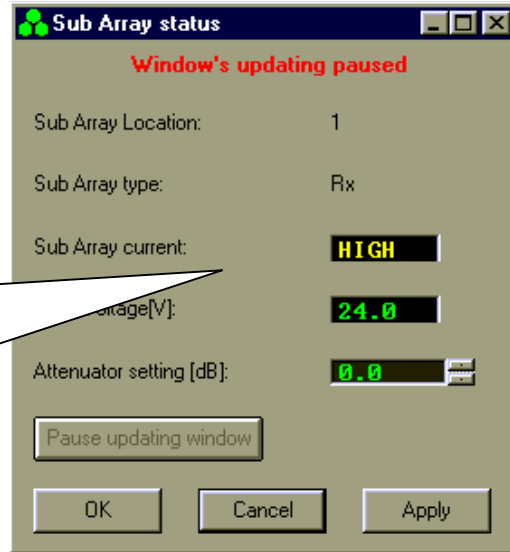 Sub Array status
Window's updating paused
Sub Array Location: 1
Sub Array type: Rx
Sub Array current: HIGH
24.0
Attenuator setting [dB]: 0.0
Pause updating window
OK Cancel Apply